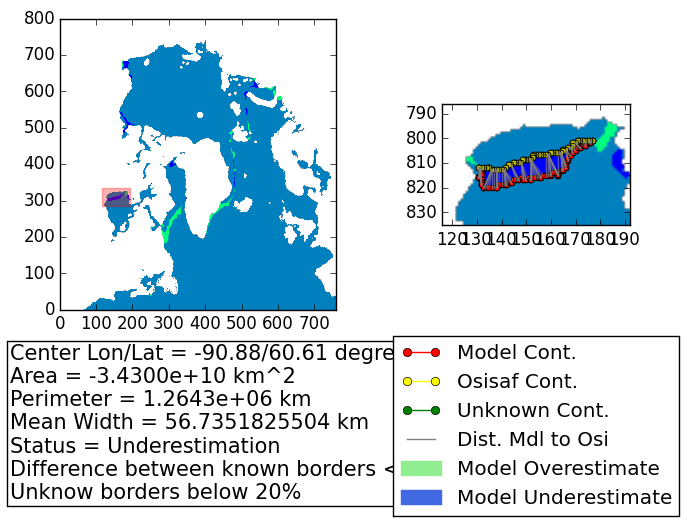 800
700
600
500
400
300
200
100
0
0 100 200 300 400 500 600 700
790
800
810
820
830
120 130 140 150 160 170 180 190
Center Lon/Lat = -90.88/60.61 degre
Area = -3.4300e+10 km^2
Perimeter = 1.2643e+06 km
Mean Width = 56.7351825504 km
Status = Underestimation
Difference between known borders <
Unknow borders below 20%
Model Cont.
Osisaf Cont.
Unknown Cont.
Dist. Mdl to Osi
Model Overestimate
Model Underestimate